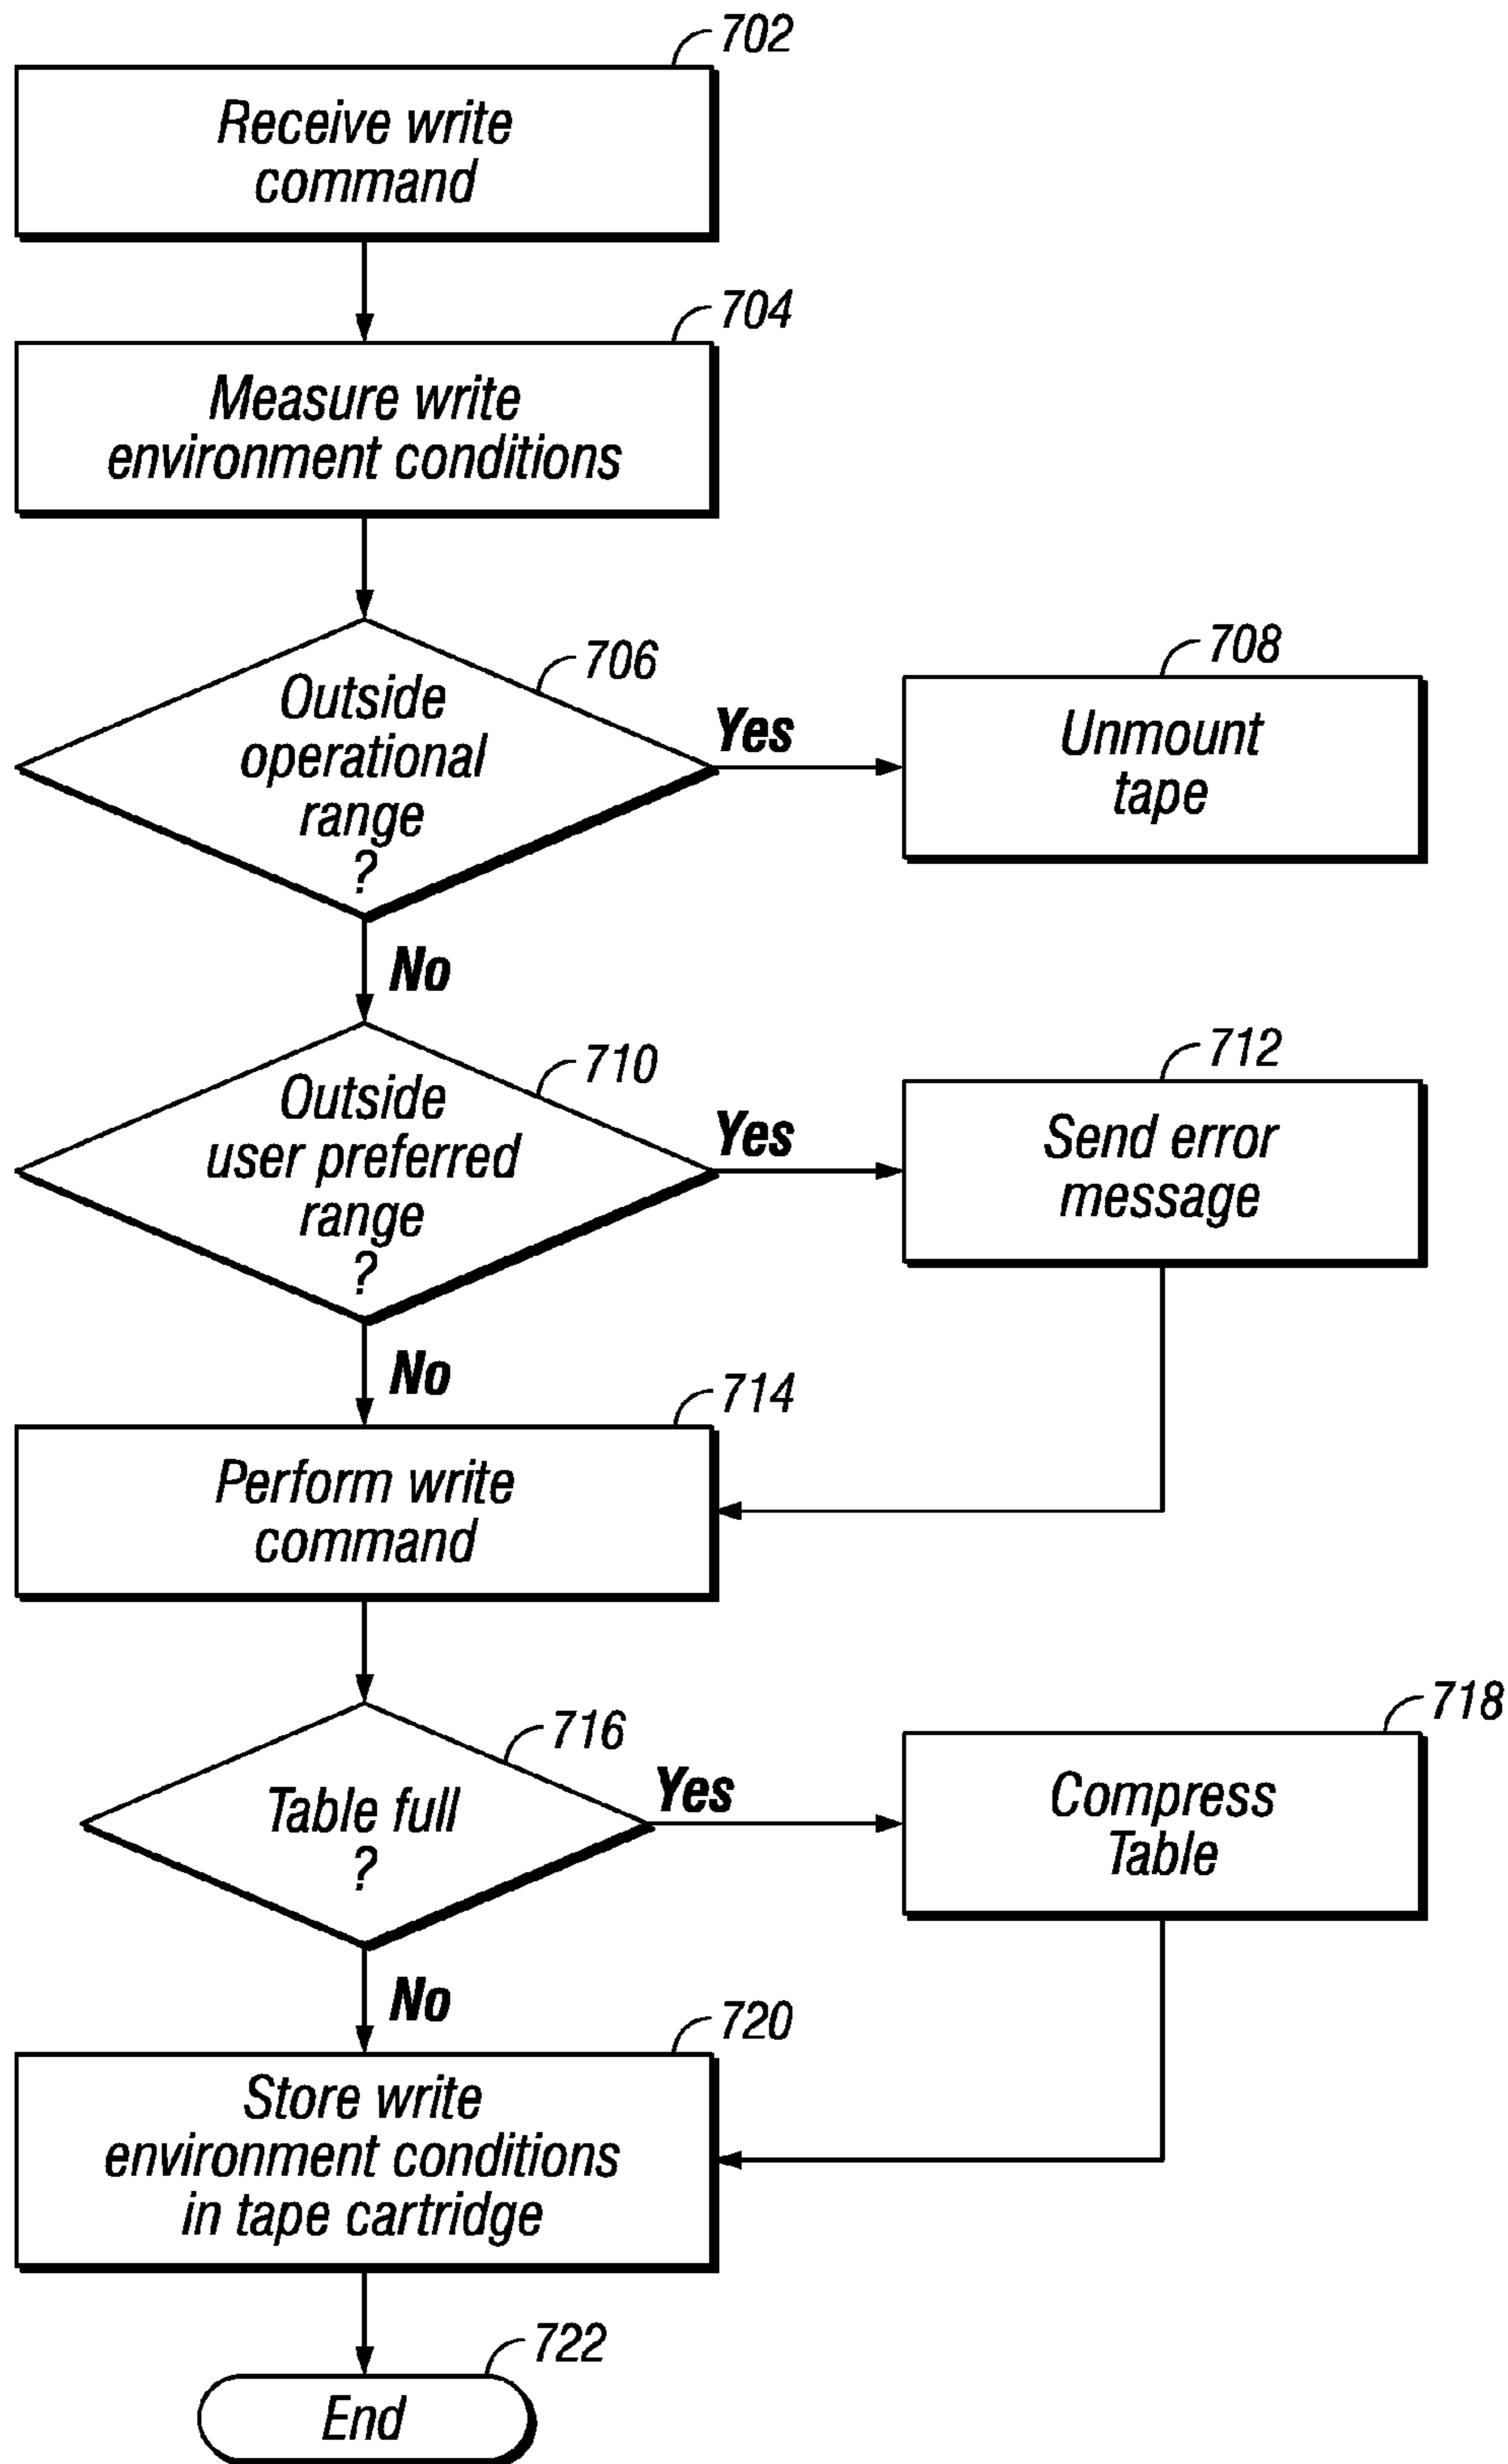 702
Receive write
command
704
Measure write
environment conditions
706
Outside
operational
range
?
Yes
708
Unmount
tape
No
710
Outside
user preferred
range
?
Yes
712
Send error
message
No
714
Perform write
command
716
Table full
?
Yes
718
Compress
Table
No
720
Store write
environment conditions
in tape cartridge
722
End